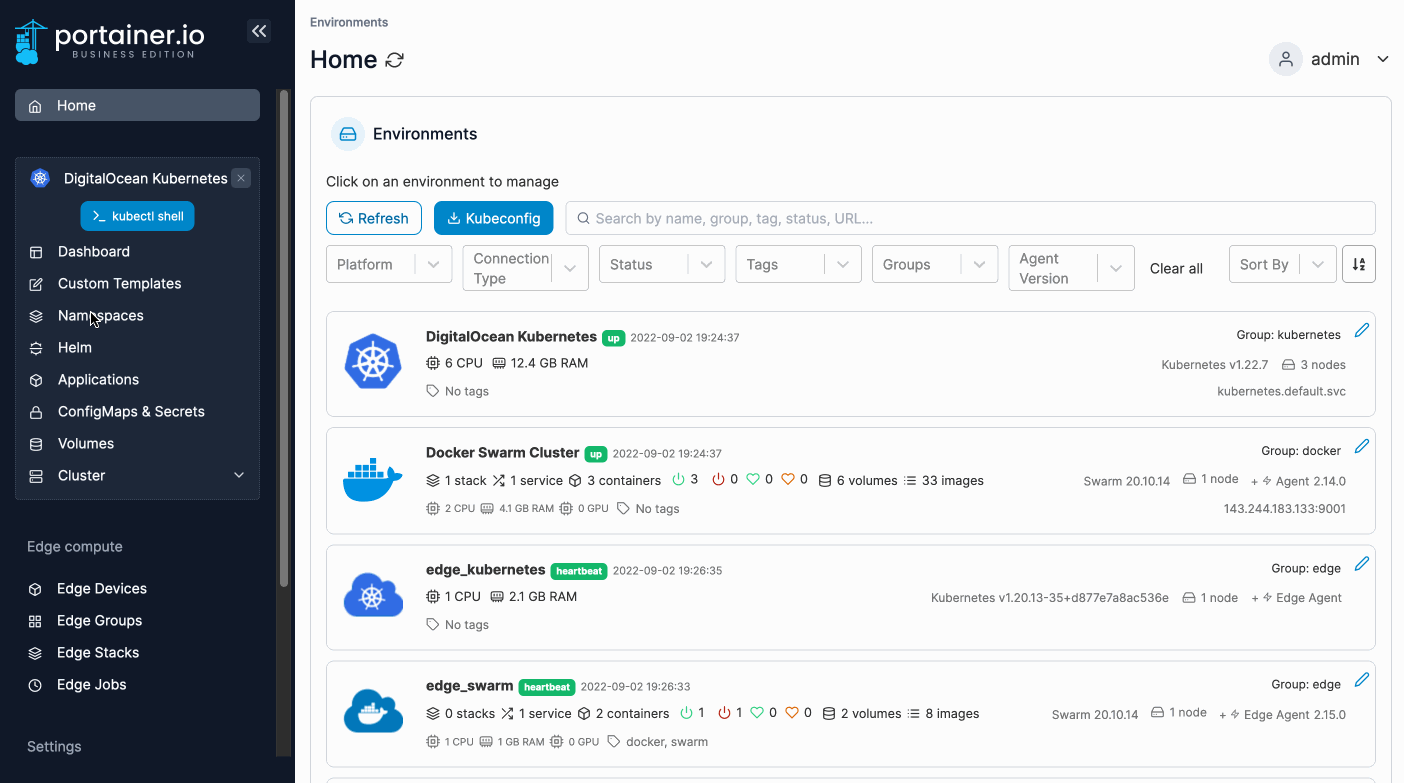 portainer.io
BUSINESS EDITION
Home
DigitalOcean Kubernetes
kubectl shell
Dashboard
Custom Templates
Namespaces
Helm
Applications
ConfigMaps & Secrets
Volumes
Cluster
Edge compute
Edge Devices
Edge Groups
Edge Stacks
Edge Jobs
Settings
Environments
Home
admin
Environments
Click on an environment to manage
Refresh
Kubeconfig
Search by name, group, tag, status, URL...
Platform
Connection
Type
Status
Tags
Groups
Agent
Version
Clear all
Sort By
DigitalOcean Kubernetes up 2022-09-02 19:24:37
Group: kubernetes
6 CPU 12.4 GB RAM
Kubernetes v1.22.7 3 nodes
No tags
kubernetes.default.svc
Docker Swarm Cluster up 2022-09-02 19:24:37
Group: docker
1 stack 1 service 3 containers 3 0 0 0 6 volumes 33 images
Swarm 20.10.14 1 node + Agent 2.14.0
2 CPU 4.1 GB RAM 0 GPU No tags
143.244.183.133:9001
edge_kubernetes heartbeat 2022-09-02 19:26:35
Group: edge
1 CPU 2.1 GB RAM
Kubernetes v1.20.13-35+d877e7a8ac536e 1 node + Edge Agent
No tags
edge_swarm heartbeat 2022-09-02 19:26:33
Group: edge
0 stacks 1 service 2 containers 1 1 0 0 2 volumes 8 images
Swarm 20.10.14 1 node + Edge Agent 2.15.0
1 CPU 1 GB RAM 0 GPU docker, swarm